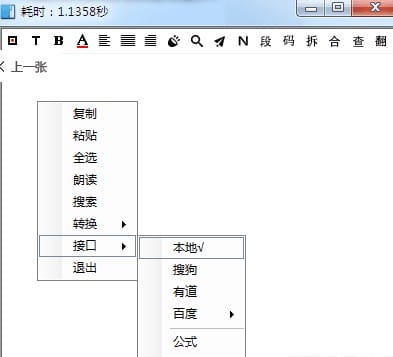 耗时：1.1358秒
T B A N 段 码 拆 合 查 翻
上一张
复制
粘贴
全选
朗读
搜索
转换
接口
退出
本地√
搜狗
有道
百度
公式